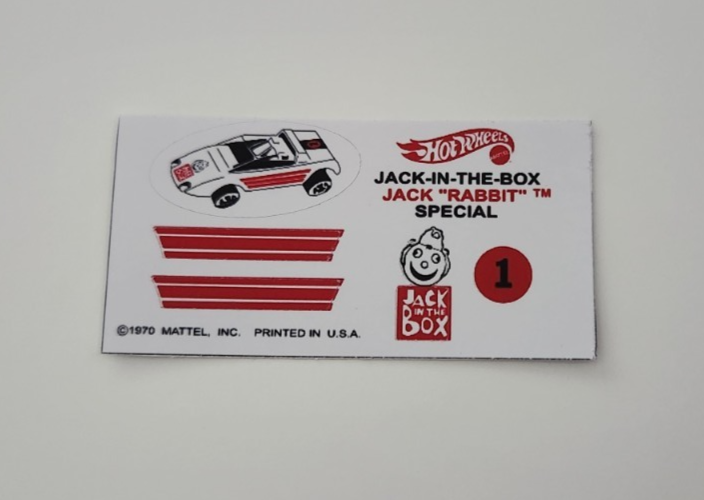 Hot Wheels
MATTEL
JACK-IN-THE-BOX
JACK "RABBIT" ™
SPECIAL
1
JACK
IN THE
BOX
©1970 MATTEL, INC. PRINTED IN U.S.A.